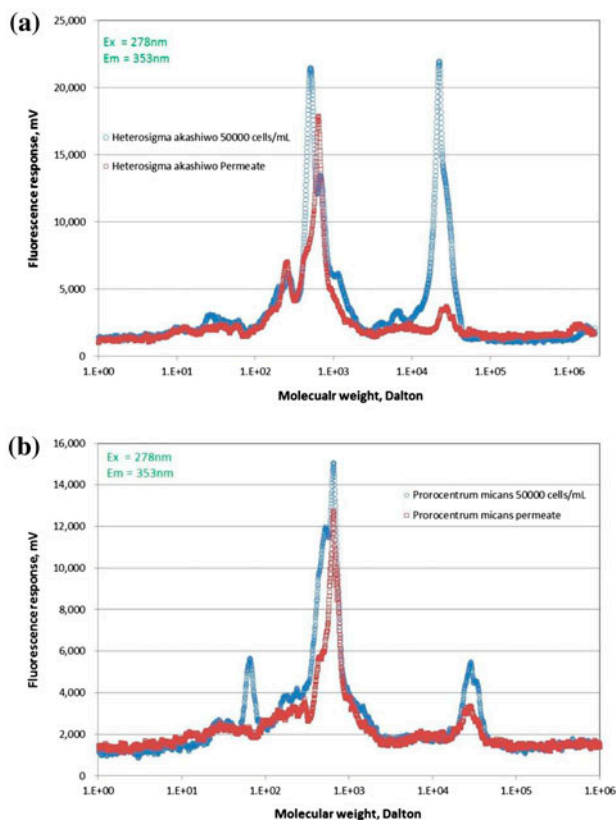 (a)
Ex = 278nm
Em = 353nm
25,000
20,000
15,000
10,000
5,000
0
Fluorescence response, mV
Heterosigma akashiwo 50000 cells/mL
Heterosigma akashiwo Permeate
1.E+00 1.E+01 1.E+02 1.E+03 1.E+04 1.E+05 1.E+06
Molecualr weight, Dalton
(b)
Ex = 278nm
Em = 353nm
16,000
14,000
12,000
10,000
8,000
6,000
4,000
2,000
0
Fluorescence response, mV
Prorocentrum micans 50000 cells/mL
Prorocentrum micans permeate
1.E+00 1.E+01 1.E+02 1.E+03 1.E+04 1.E+05 1.E+06
Molecular weight, Dalton